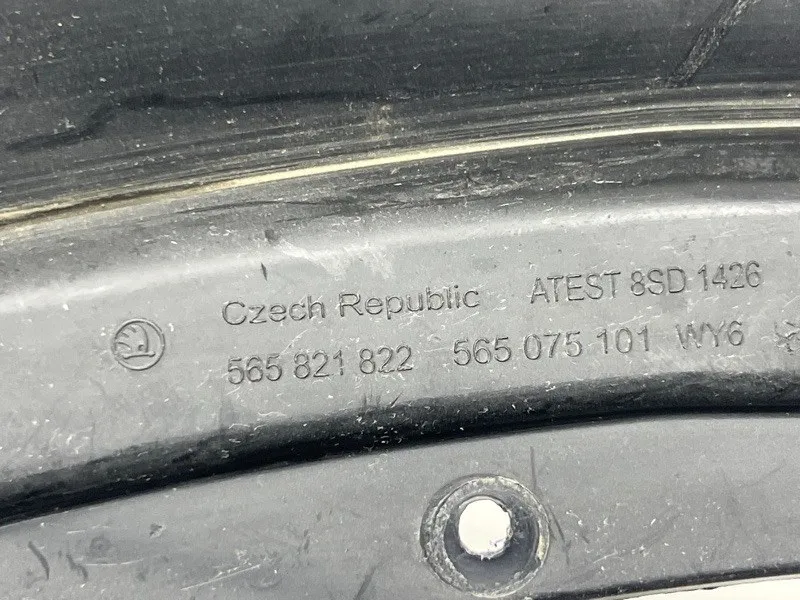 Czech Republic ATEST 8SD 1426
565 821 822 565 075 101 WY6